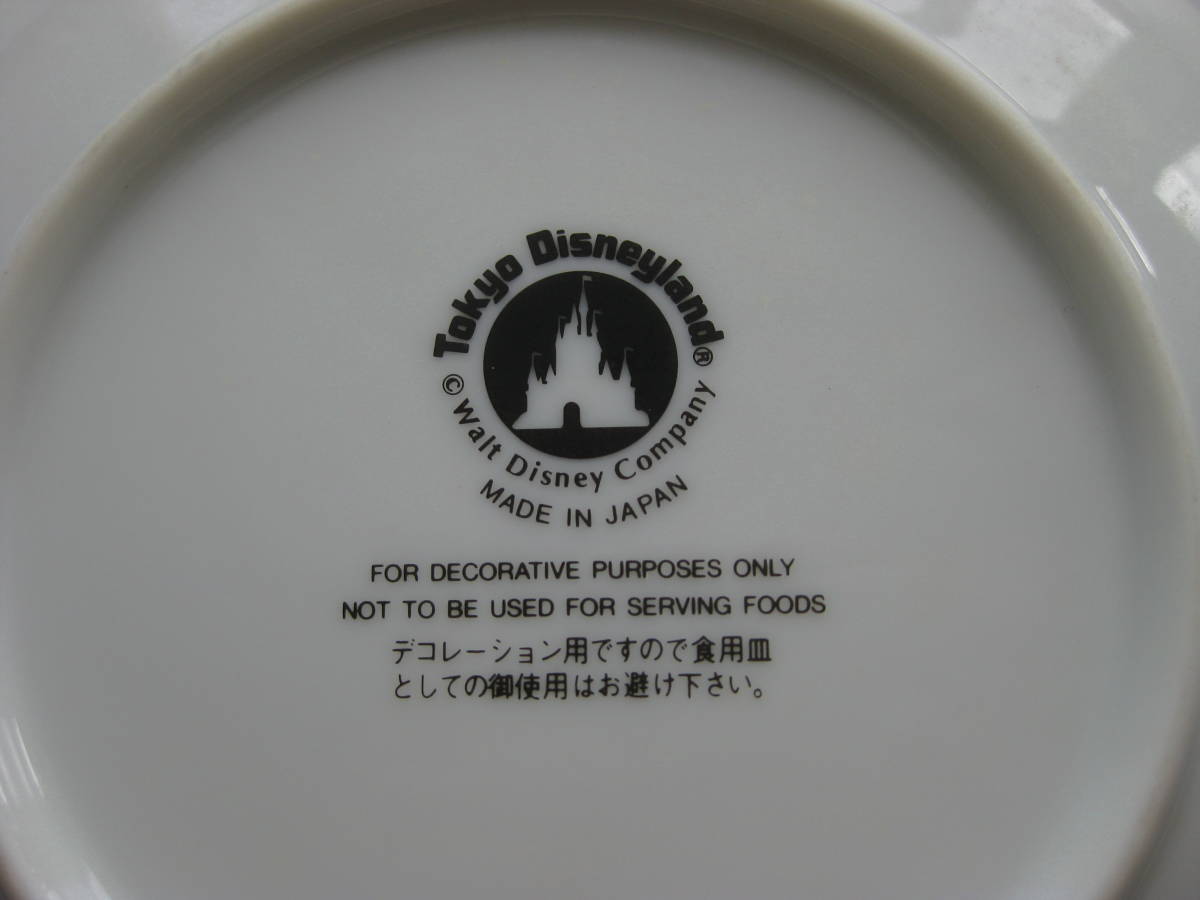 Tokyo Disneyland®
© Walt Disney Company
MADE IN JAPAN
FOR DECORATIVE PURPOSES ONLY
NOT TO BE USED FOR SERVING FOODS
デコレーション用ですので食用皿
としての御使用はお避け下さい。